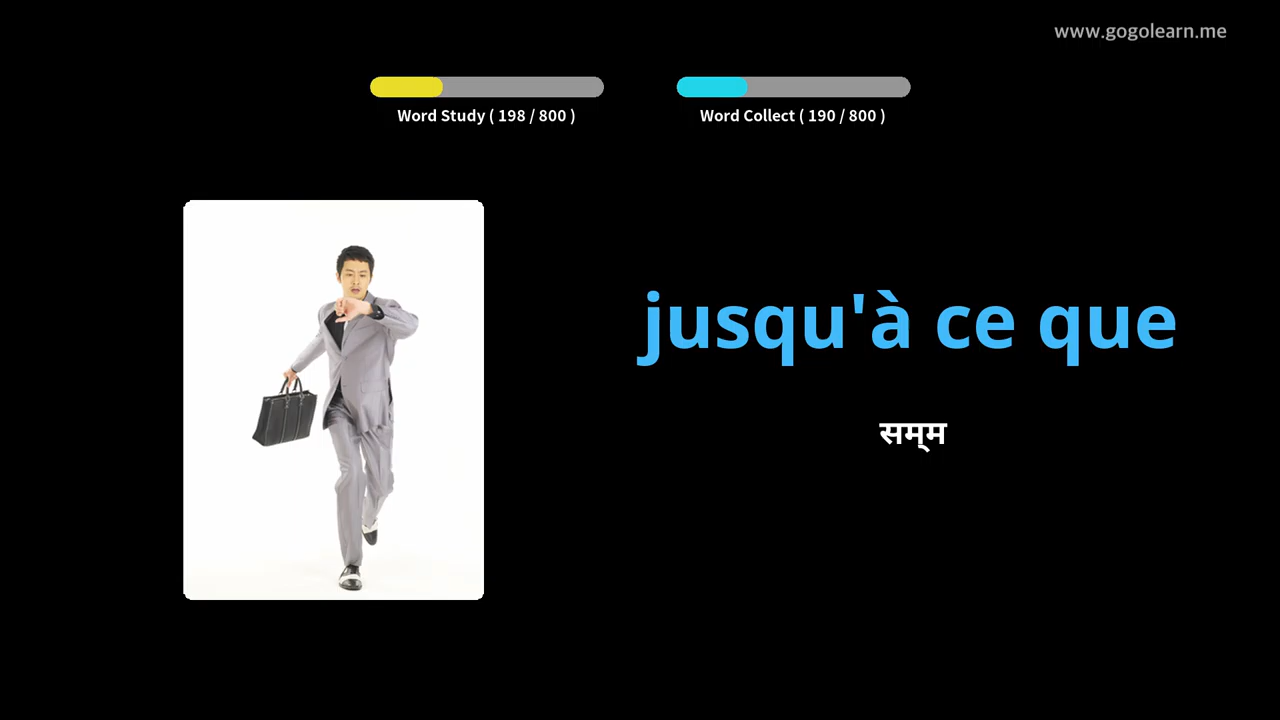 www.gogolearn.me
Word Study ( 198 / 800 )
Word Collect ( 190 / 800 )
jusqu'à ce que
सम्‌म